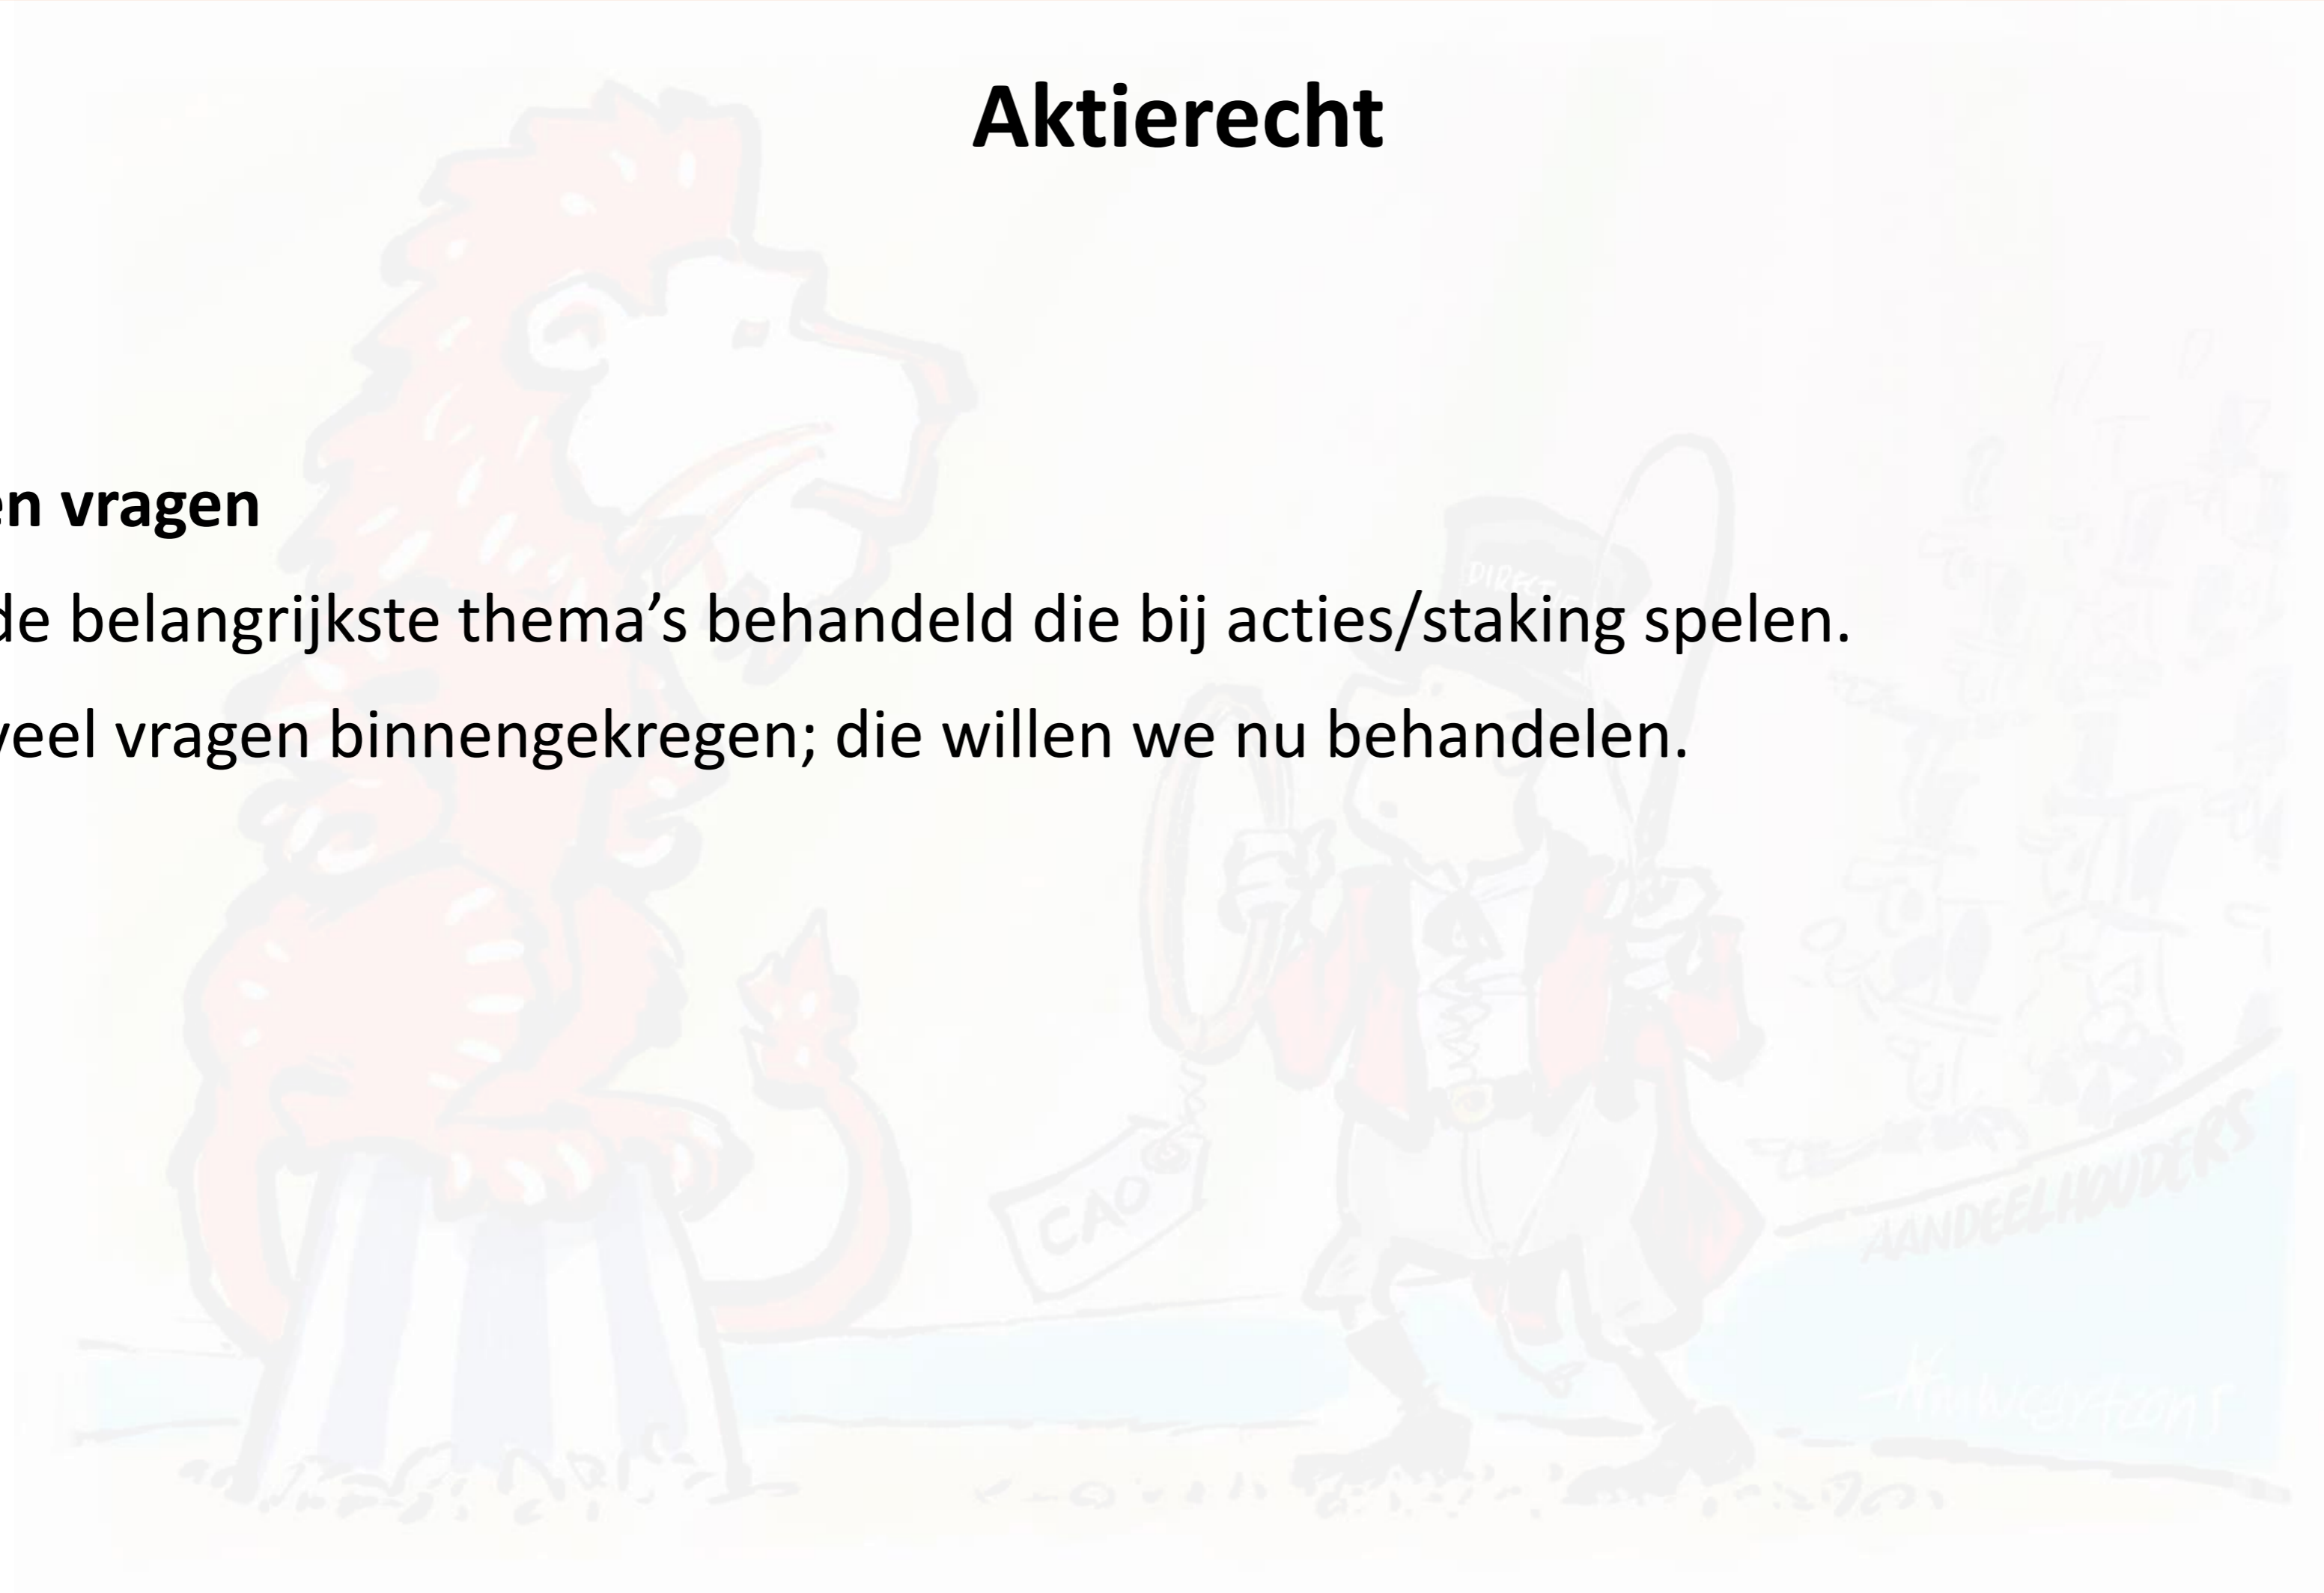 Aktierecht
vragen
de belangrijkste thema’s behandeld die bij acties/staking spelen.
veel vragen binnengekregen; die willen we nu behandelen.
DIRECTIE
CAO
AANDEELHOUDERS